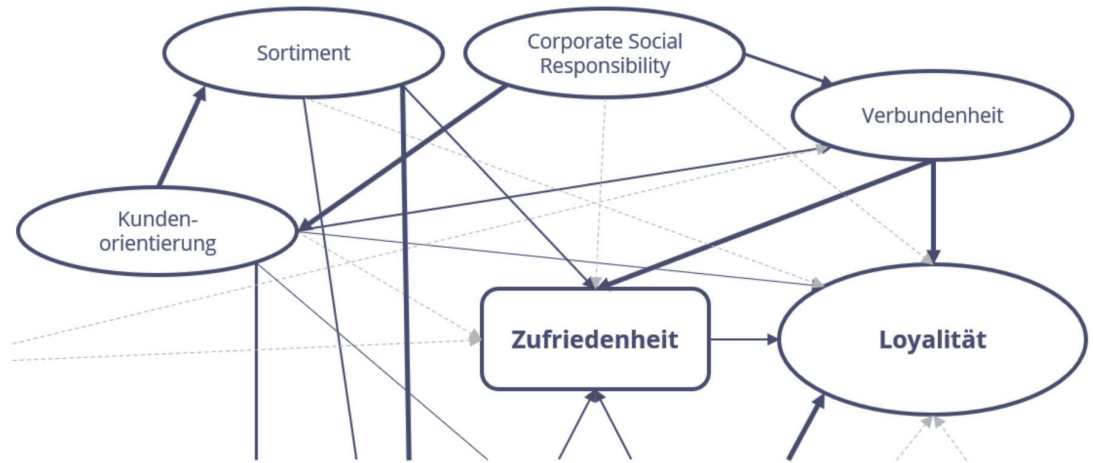 Sortiment
Corporate Social
Responsibility
Verbundenheit
Kunden-
orientierung
Zufriedenheit
Loyalität